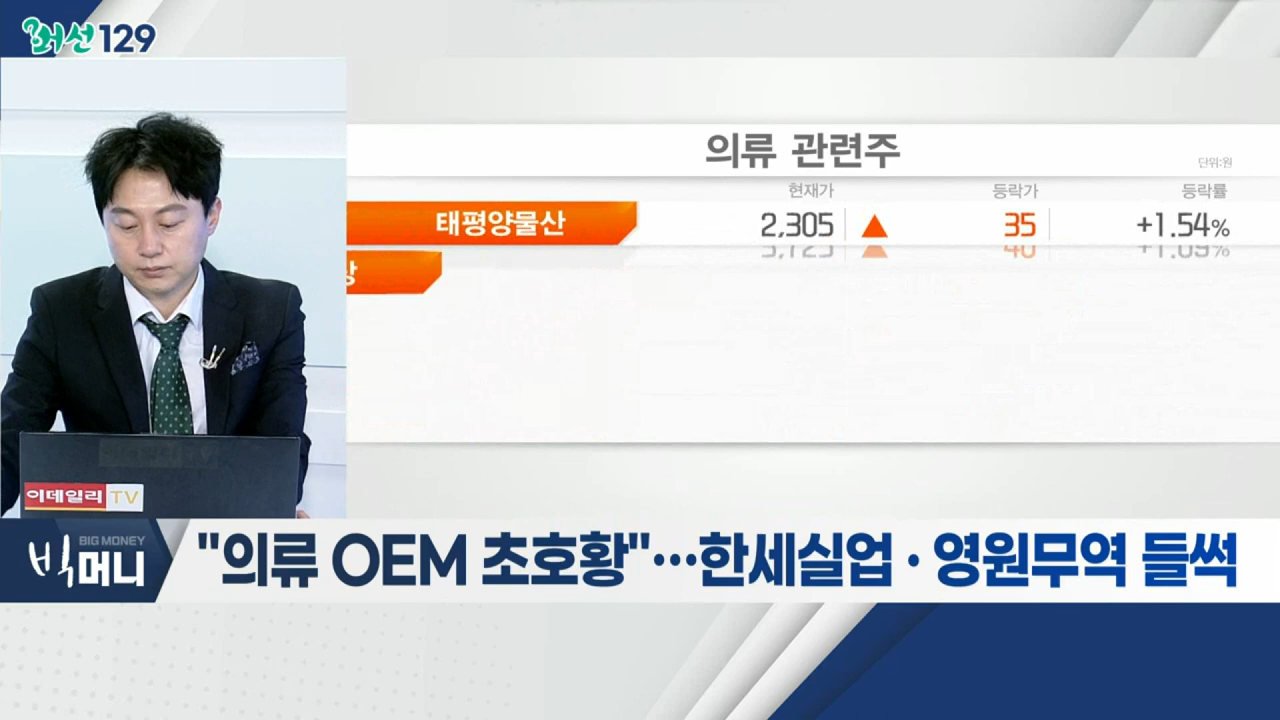 머선129
의류 관련주
단위:원
현재가 등락가 등락률
태평양물산 2,305 ▲ 35 +1.54%
이데일리TV
BIG MONEY
빅머니
"의류 OEM 초호황"…한세실업·영원무역 들썩